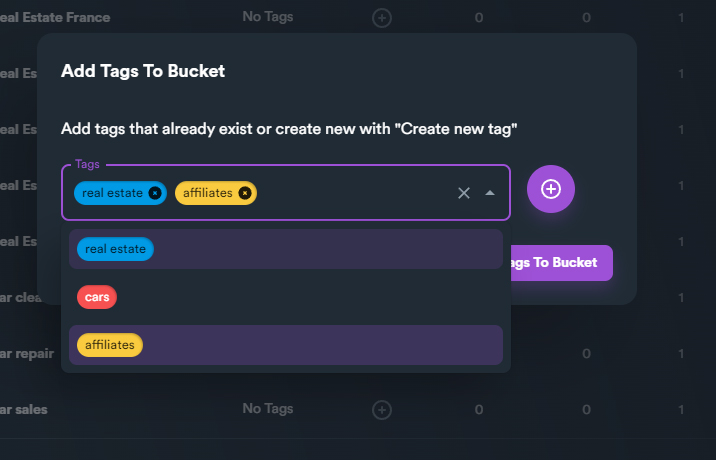 eal Estate France No Tags 0 0 1
eal Es 1
Add Tags To Bucket
eal Es 1
Add tags that already exist or create new with "Create new tag"
Tags
eal Es 1
real estate affiliates
eal Es 1
real estate
ags To Bucket
ar clea 1
cars
affiliates
ar repair 0 1
ar sales No Tags 0 0 1